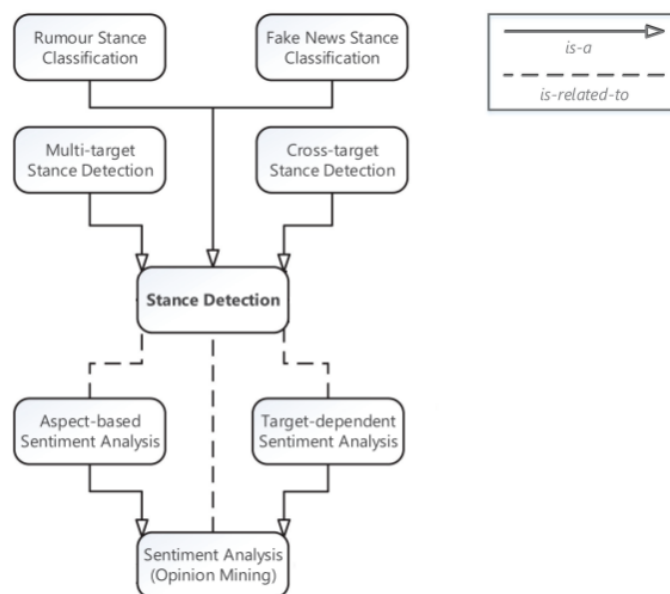 Rumour Stance
Classification
Fake News Stance
Classification
is-a
is-related-to
Multi-target
Stance Detection
Cross-target
Stance Detection
Stance Detection
Aspect-based
Sentiment Analysis
Target-dependent
Sentiment Analysis
Sentiment Analysis
(Opinion Mining)